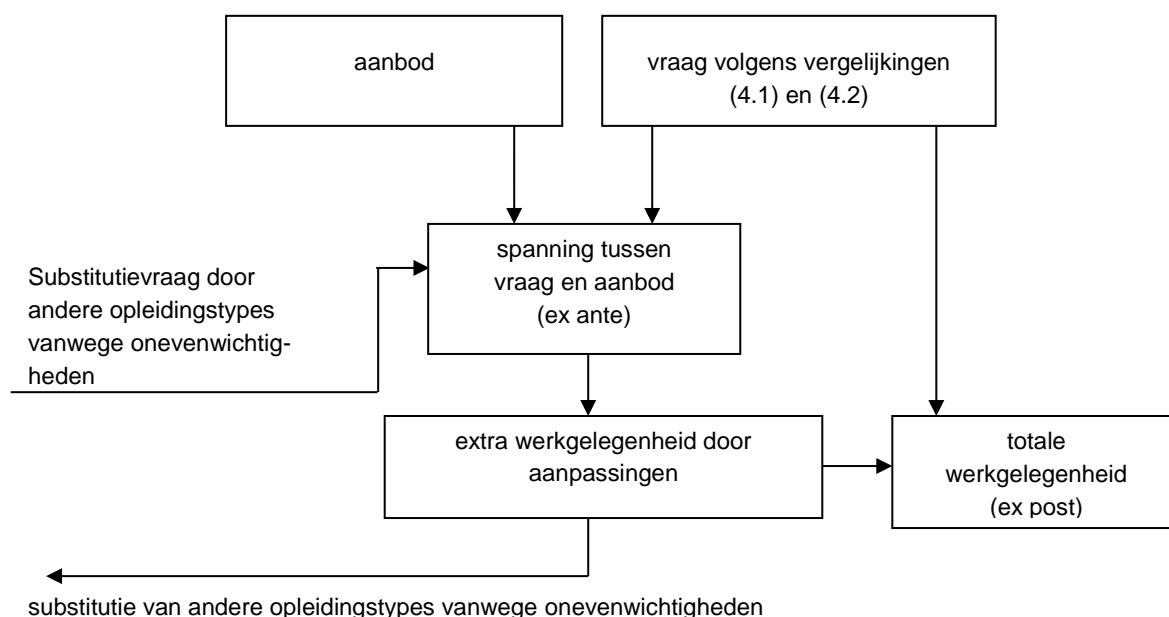 aanbod
vraag volgens vergelijkingen
(4.1) en (4.2)
spanning tussen
vraag en aanbod
(ex ante)
Substitutievraag door
andere opleidingstypes
vanwege onevenwichtig-
heden
extra werkgelegenheid door
aanpassingen
totale
werkgelegenheid
(ex post)
substitutie van andere opleidingstypes vanwege onevenwichtigheden